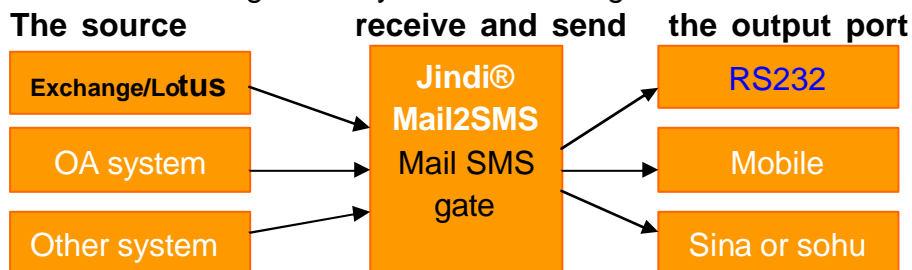 The source receive and send the output port
Exchange/Lotus
OA system
Other system
Jindi®
Mail2SMS
Mail SMS
gate
RS232
Mobile
Sina or sohu